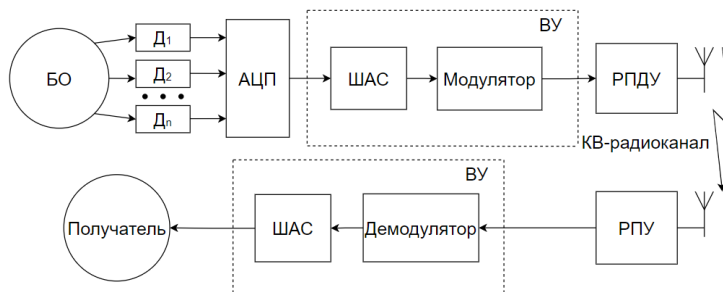 ВУ
БО
Д1
Д2
Дn
АЦП
ШАС
Модулятор
РПДУ
КВ-радиоканал
ВУ
Получатель
ШАС
Демодулятор
РПУ